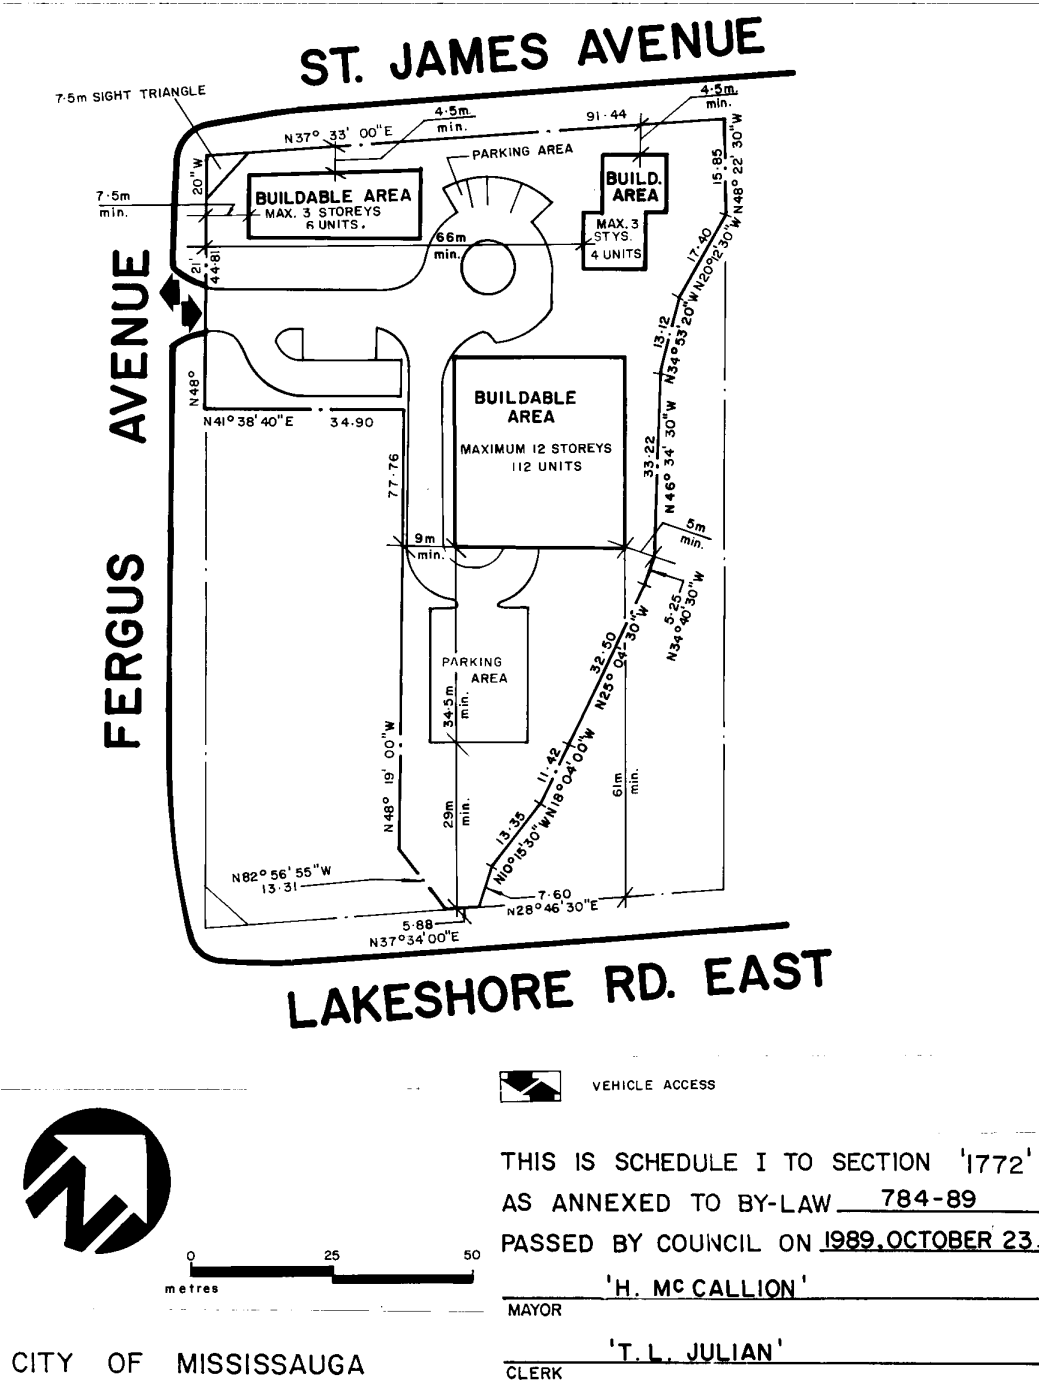 ST. JAMES AVENUE
7.5m SIGHT TRIANGLE
4.5m
min.
4.5m
min.
N37° 33' 00"E
91.44
PARKING AREA
15.85
N48° 22' 30"W
20"W
7.5m
min.
BUILDABLE AREA
MAX. 3 STOREYS
6 UNITS.
BUILD.
AREA
MAX. 3
STYS.
4 UNITS
66m
min.
21'
44.81
17.40
N20°12'30"W
13.12
N34°53'20"W
N48°
N41°38'40"E
34.90
FERGUS AVENUE
BUILDABLE
AREA
MAXIMUM 12 STOREYS
112 UNITS
33.22
N46° 34' 30"W
77.76
9m
min.
5m
min.
5.25
N34°40'30"W
32.50
N25° 04' 30"W
PARKING
AREA
34.5m
min.
N48° 19' 00"W
11.42
N18°04'00"W
61m
min.
29m
min.
13.35
N10°15'30"W
N82°56'55"W
13.31
7.60
N28°46'30"E
5.88
N37°34'00"E
LAKESHORE RD. EAST
VEHICLE ACCESS
THIS IS SCHEDULE I TO SECTION '1772'
AS ANNEXED TO BY-LAW 784-89
PASSED BY COUNCIL ON 1989, OCTOBER 23.
'H. McCALLION'
MAYOR
'T. L. JULIAN'
CLERK
N
0 25 50
metres
CITY OF MISSISSAUGA